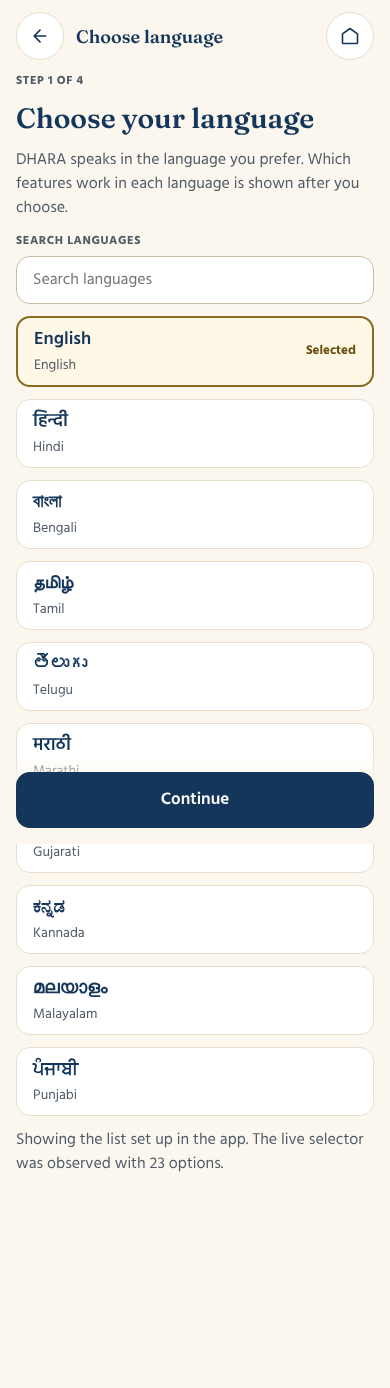 Choose language
STEP 1 OF 4
Choose your language
DHARA speaks in the language you prefer. Which
features work in each language is shown after you
choose.
SEARCH LANGUAGES
Search languages
English
English
Selected
हिन्दी
Hindi
বাংলা
Bengali
தமிழ்
Tamil
తెలుగు
Telugu
मराठी
Marathi
Continue
Gujarati
ಕನ್ನಡ
Kannada
മലയാളം
Malayalam
ਪੰਜਾਬੀ
Punjabi
Showing the list set up in the app. The live selector
was observed with 23 options.